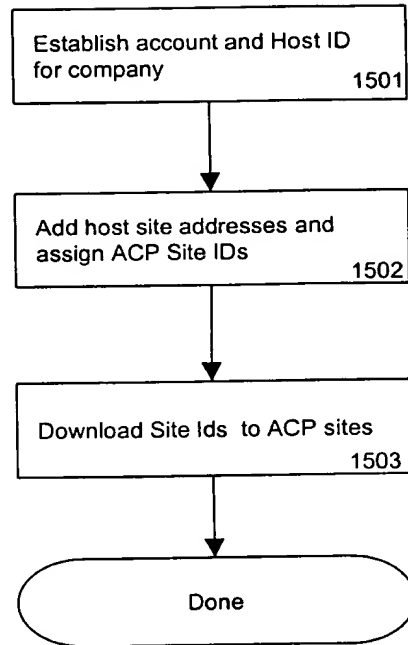 Establish account and Host ID
for company
1501
Add host site addresses and
assign ACP Site IDs
1502
Download Site Ids to ACP sites
1503
Done